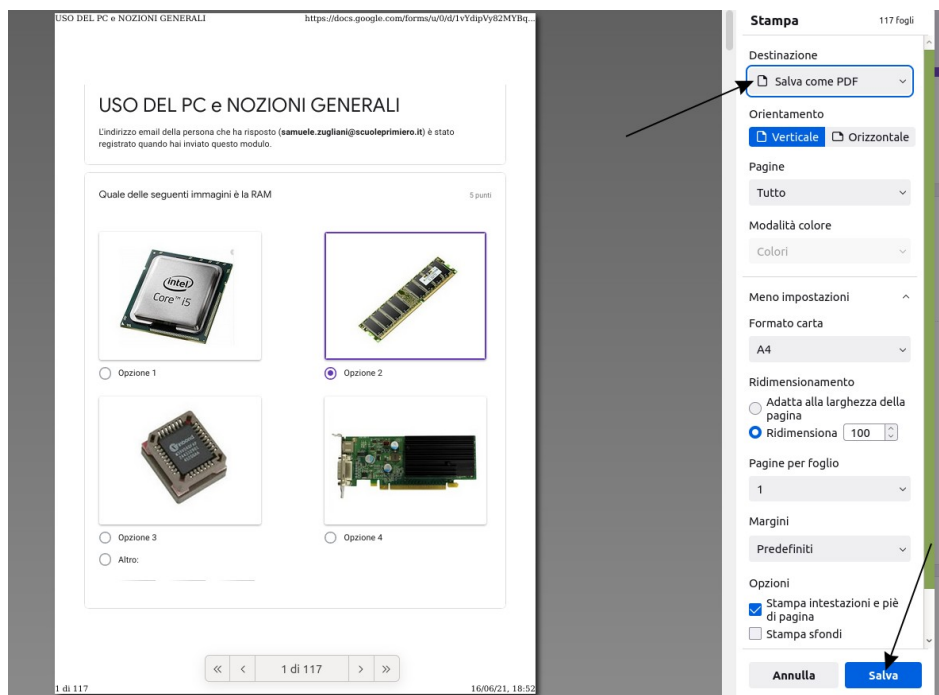 USO DEL PC e NOZIONI GENERALI
https://docs.google.com/forms/u/0/d/1vYdipVy82MYBq...
USO DEL PC e NOZIONI GENERALI
L'indirizzo email della persona che ha risposto (samuele.zugliani@scuoleprimiero.it) è stato
registrato quando hai inviato questo modulo.
Quale delle seguenti immagini è la RAM
5 punti
intel
Core™ i5
Opzione 1
Opzione 2
Opzione 3
Opzione 4
Altro:
1 di 117
1 di 117
16/06/21, 18:52
Stampa
117 fogli
Destinazione
Salva come PDF
Orientamento
Verticale
Orizzontale
Pagine
Tutto
Modalità colore
Colori
Meno impostazioni
Formato carta
A4
Ridimensionamento
Adatta alla larghezza della
pagina
Ridimensiona 100
Pagine per foglio
1
Margini
Predefiniti
Opzioni
Stampa intestazioni e piè
di pagina
Stampa sfondi
Annulla
Salva